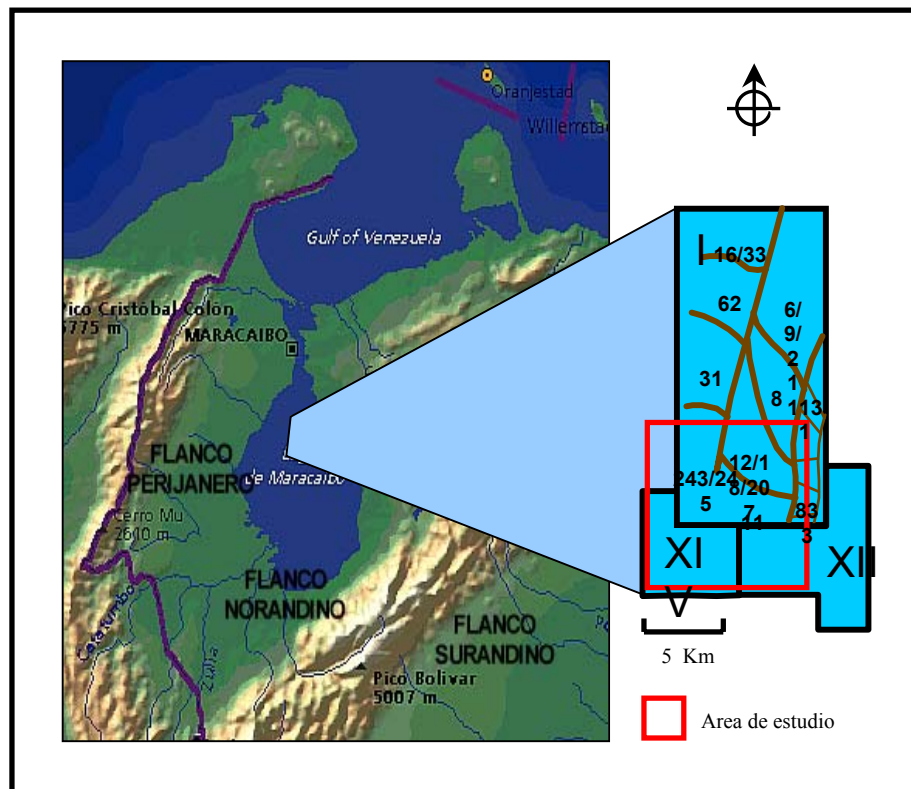 Oranjestad
Willemsta
Gulf of Venezuela
Pico Cristóbal Colón
5775 m
MARACAIBO
FLANCO
PERIJANERO
de Maracaibo
Cerro Mu
2610 m
FLANCO
NORANDINO
Catatumbo
Zulia
FLANCO
SURANDINO
Pico Bolivar
5007 m
I
16/33
62
6/
9/
2
1
31
8
113
1
12/1
8/20
7
243/24
5
11
83
3
XI
V
XII
5 Km
Area de estudio